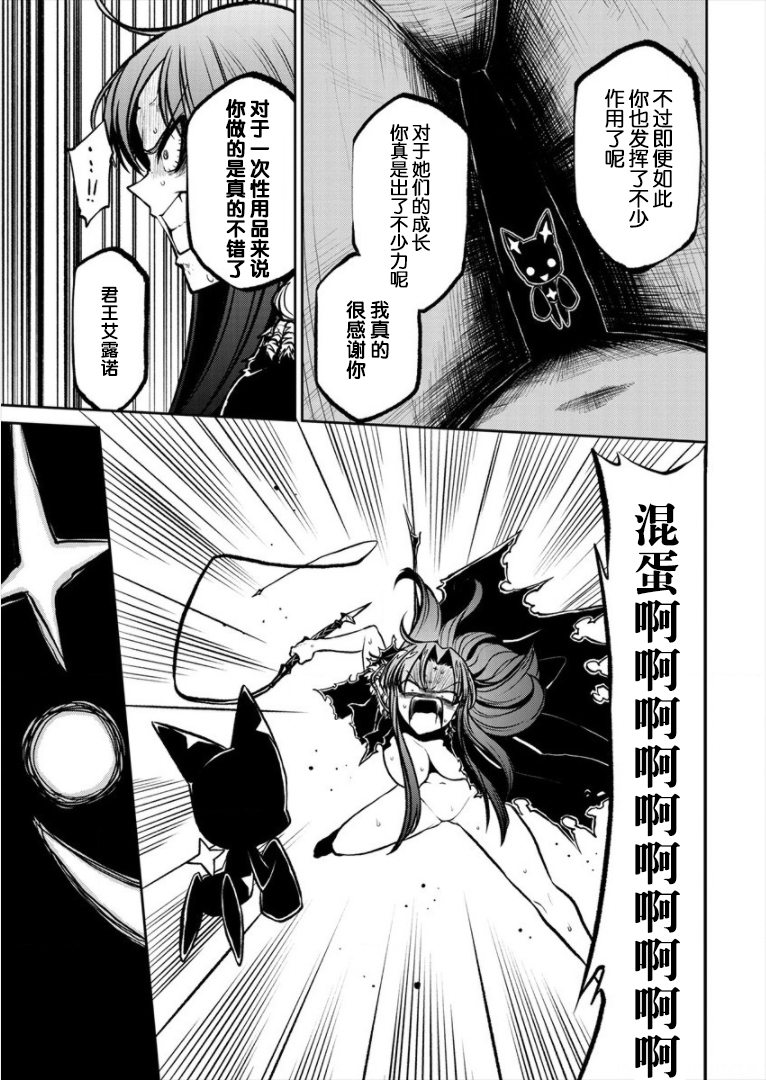 不过即便如此
你也发挥了不少
作用了呢
对于她们的成长
你真是出了不少力呢
我真的
很感谢你
对于一次性用品来说
你做的是真的不错了
...!!
君王艾露诺
混蛋啊啊啊啊啊啊啊啊啊